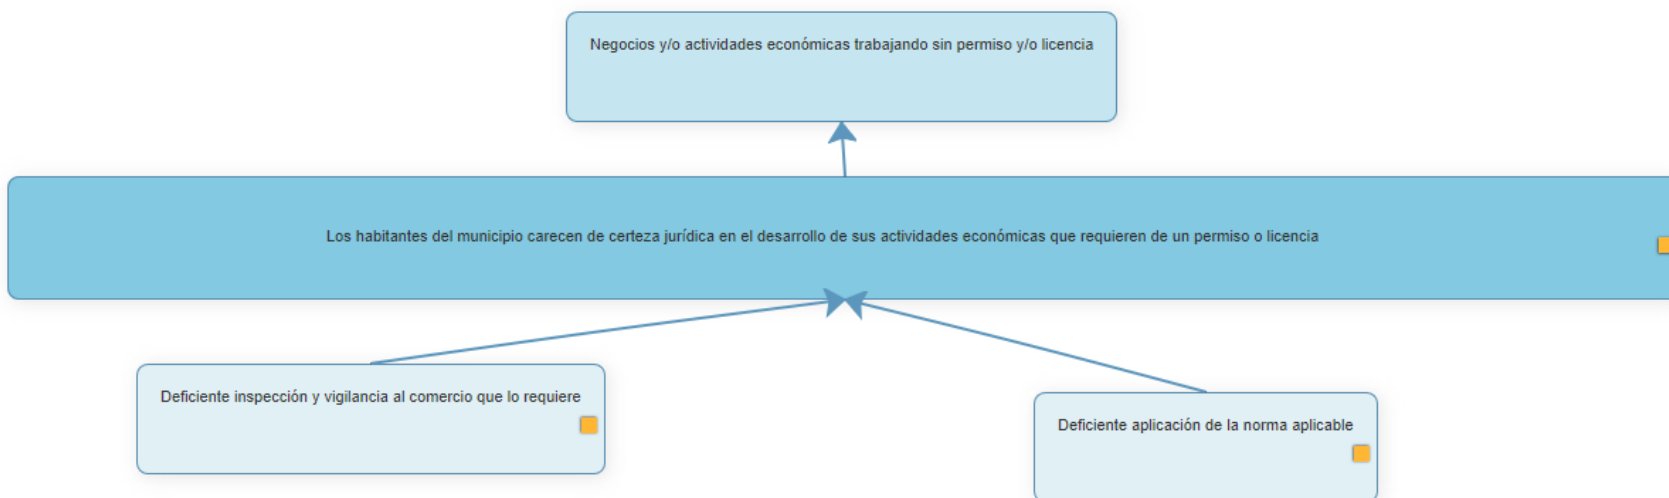 Negocios y/o actividades económicas trabajando sin permiso y/o licencia
Los habitantes del municipio carecen de certeza jurídica en el desarrollo de sus actividades económicas que requieren de un permiso o licencia
Deficiente inspección y vigilancia al comercio que lo requiere
Deficiente aplicación de la norma aplicable